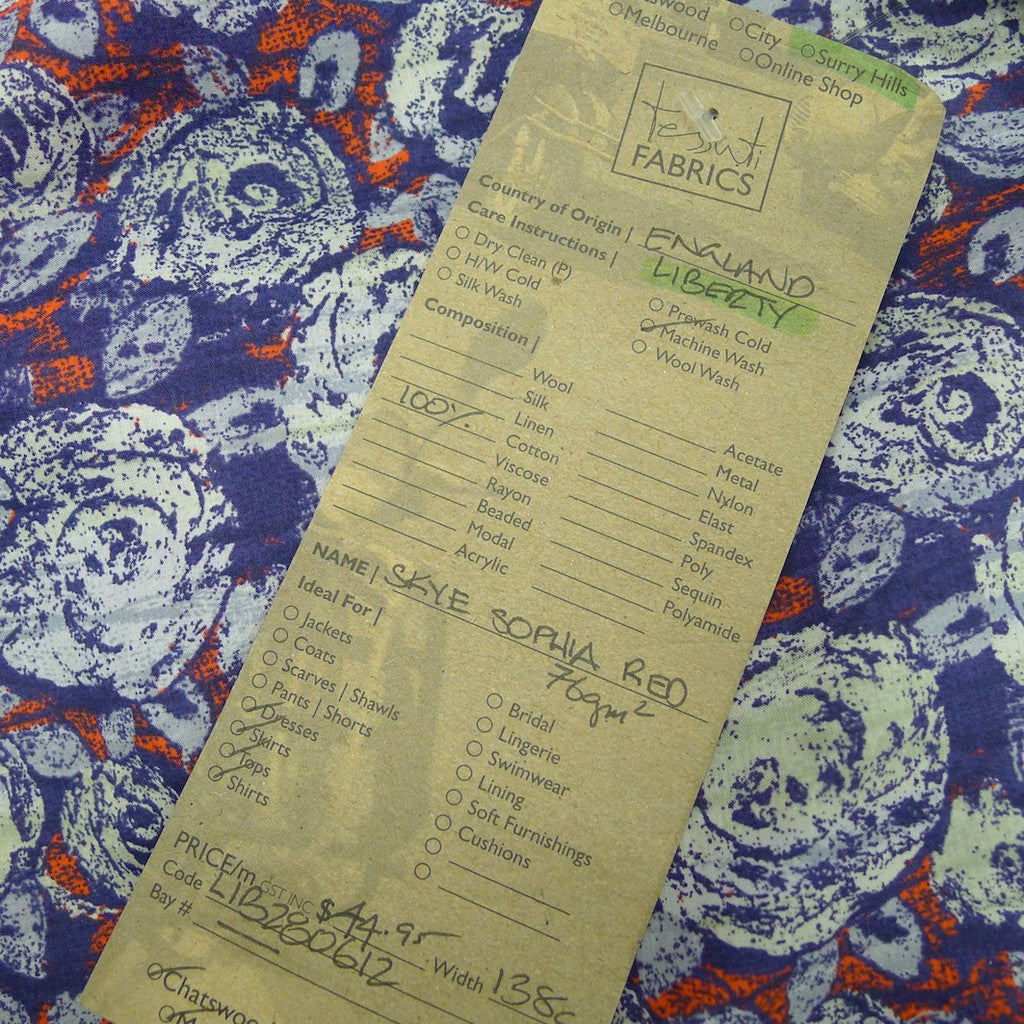 City Surry Hills
Melbourne Online Shop
Tessuti
FABRICS
Country of Origin | ENGLAND
Care Instructions | LIBERTY
Dry Clean (P)
H/W Cold
Silk Wash
Prewash Cold
Machine Wash
Wool Wash
Composition |
Wool
Silk
Linen
100% Cotton
Viscose
Rayon
Beaded
Modal
Acrylic
Acetate
Metal
Nylon
Elast
Spandex
Poly
Sequin
Polyamide
NAME | SKYE SOPHIA RED
76gm2
Ideal For |
Jackets
Coats
Scarves | Shawls
Pants | Shorts
Dresses
Skirts
Tops
Shirts
Bridal
Lingerie
Swimwear
Lining
Soft Furnishings
Cushions
PRICE/m GST INC $44.95
Code LIB280612
Bay # Width 138c